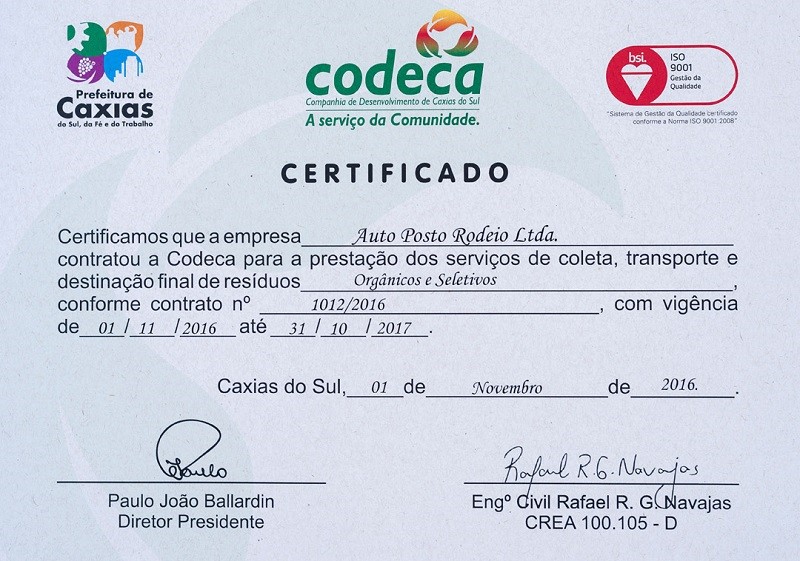 Prefeitura de
Caxias
do Sul, da Fé e do Trabalho
codeca
Companhia de Desenvolvimento de Caxias do Sul
A serviço da Comunidade.
bsi.
ISO
9001
Gestão da
Qualidade
"Sistema de Gestão da Qualidade certificado
conforme a Norma ISO 9001:2008"
CERTIFICADO
Certificamos que a empresa Auto Posto Rodeio Ltda.
contratou a Codeca para a prestação dos serviços de coleta, transporte e
destinação final de resíduos Orgânicos e Seletivos,
conforme contrato nº 1012/2016, com vigência
de 01 / 11 / 2016 até 31 / 10 / 2017.
Caxias do Sul, 01 de Novembro de 2016.
Paulo
Rafael R.G. Navajas
Paulo João Ballardin
Diretor Presidente
Engº Civil Rafael R. G. Navajas
CREA 100.105 - D